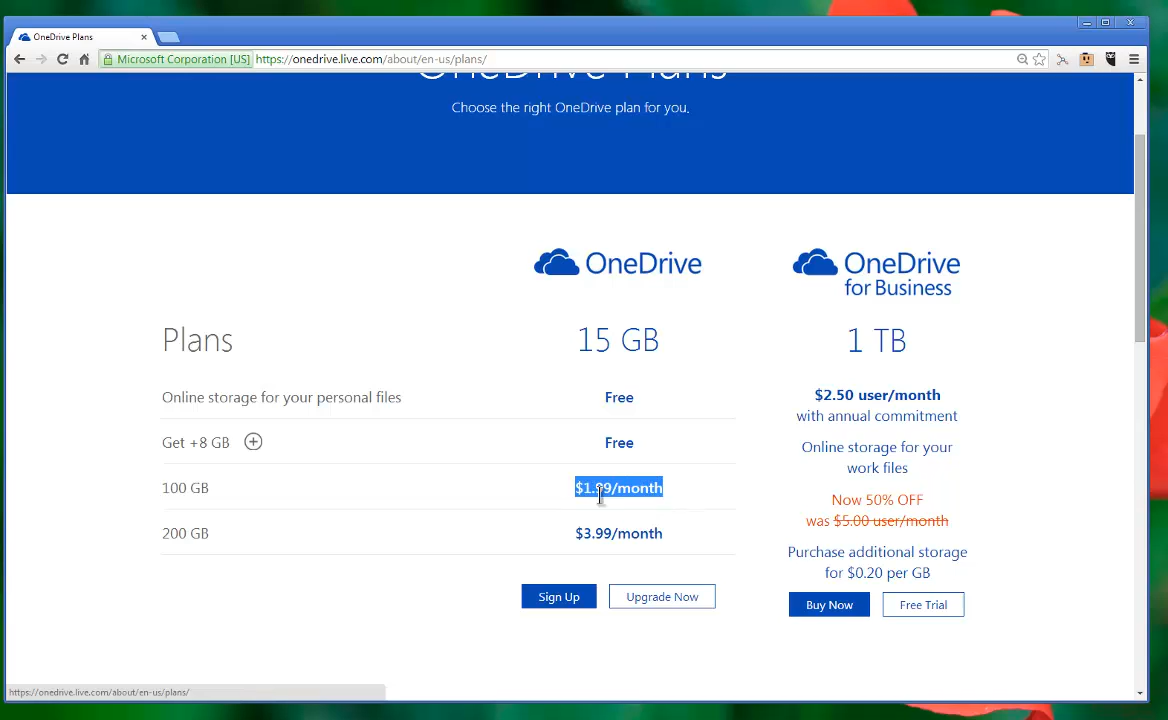 OneDrive Plans
Microsoft Corporation [US] https://onedrive.live.com/about/en-us/plans/
OneDrive Plans
Choose the right OneDrive plan for you.
OneDrive
OneDrive
for Business
Plans
15 GB
1 TB
Online storage for your personal files
Free
Get +8 GB
Free
100 GB
$1.99/month
200 GB
$3.99/month
Sign Up
Upgrade Now
$2.50 user/month
with annual commitment
Online storage for your
work files
Now 50% OFF
was $5.00 user/month
Purchase additional storage
for $0.20 per GB
Buy Now
Free Trial
https://onedrive.live.com/about/en-us/plans/